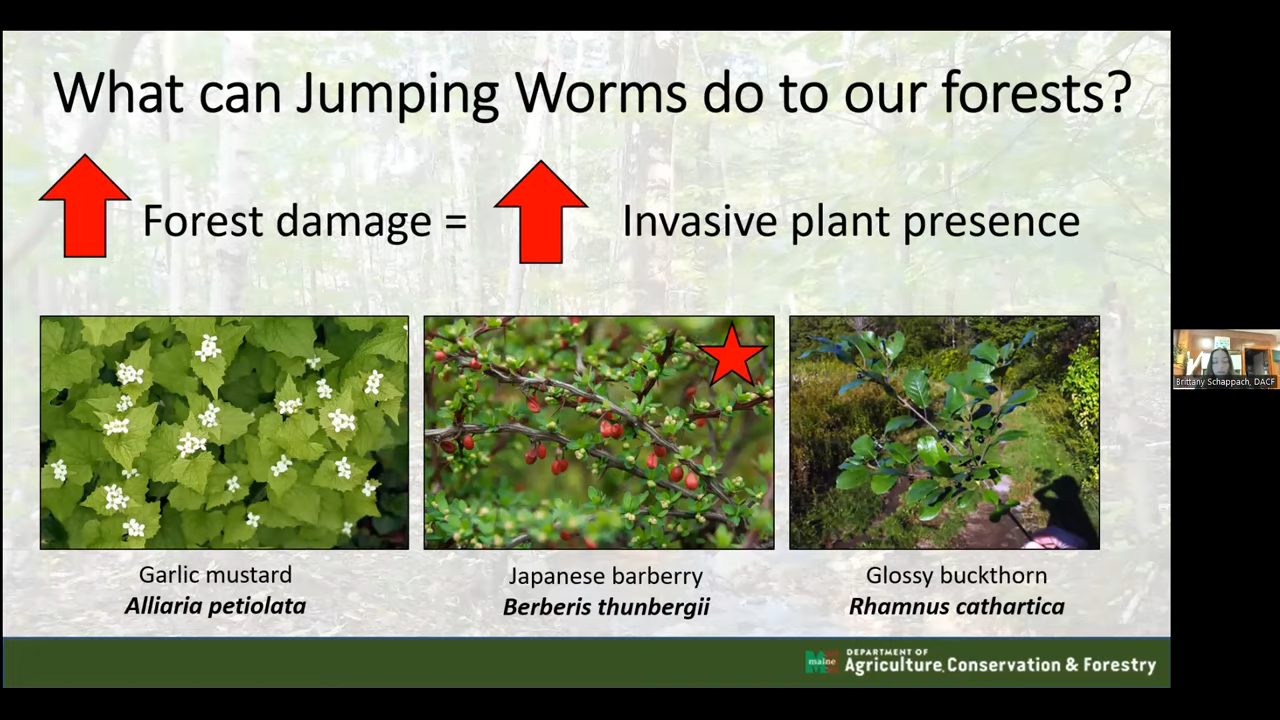 What can Jumping Worms do to our forests?
Forest damage =
Invasive plant presence
Garlic mustard
Alliaria petiolata
Japanese barberry
Berberis thunbergii
Glossy buckthorn
Rhamnus cathartica
maine
DEPARTMENT OF
Agriculture, Conservation & Forestry
Brittany Schappach, DACF